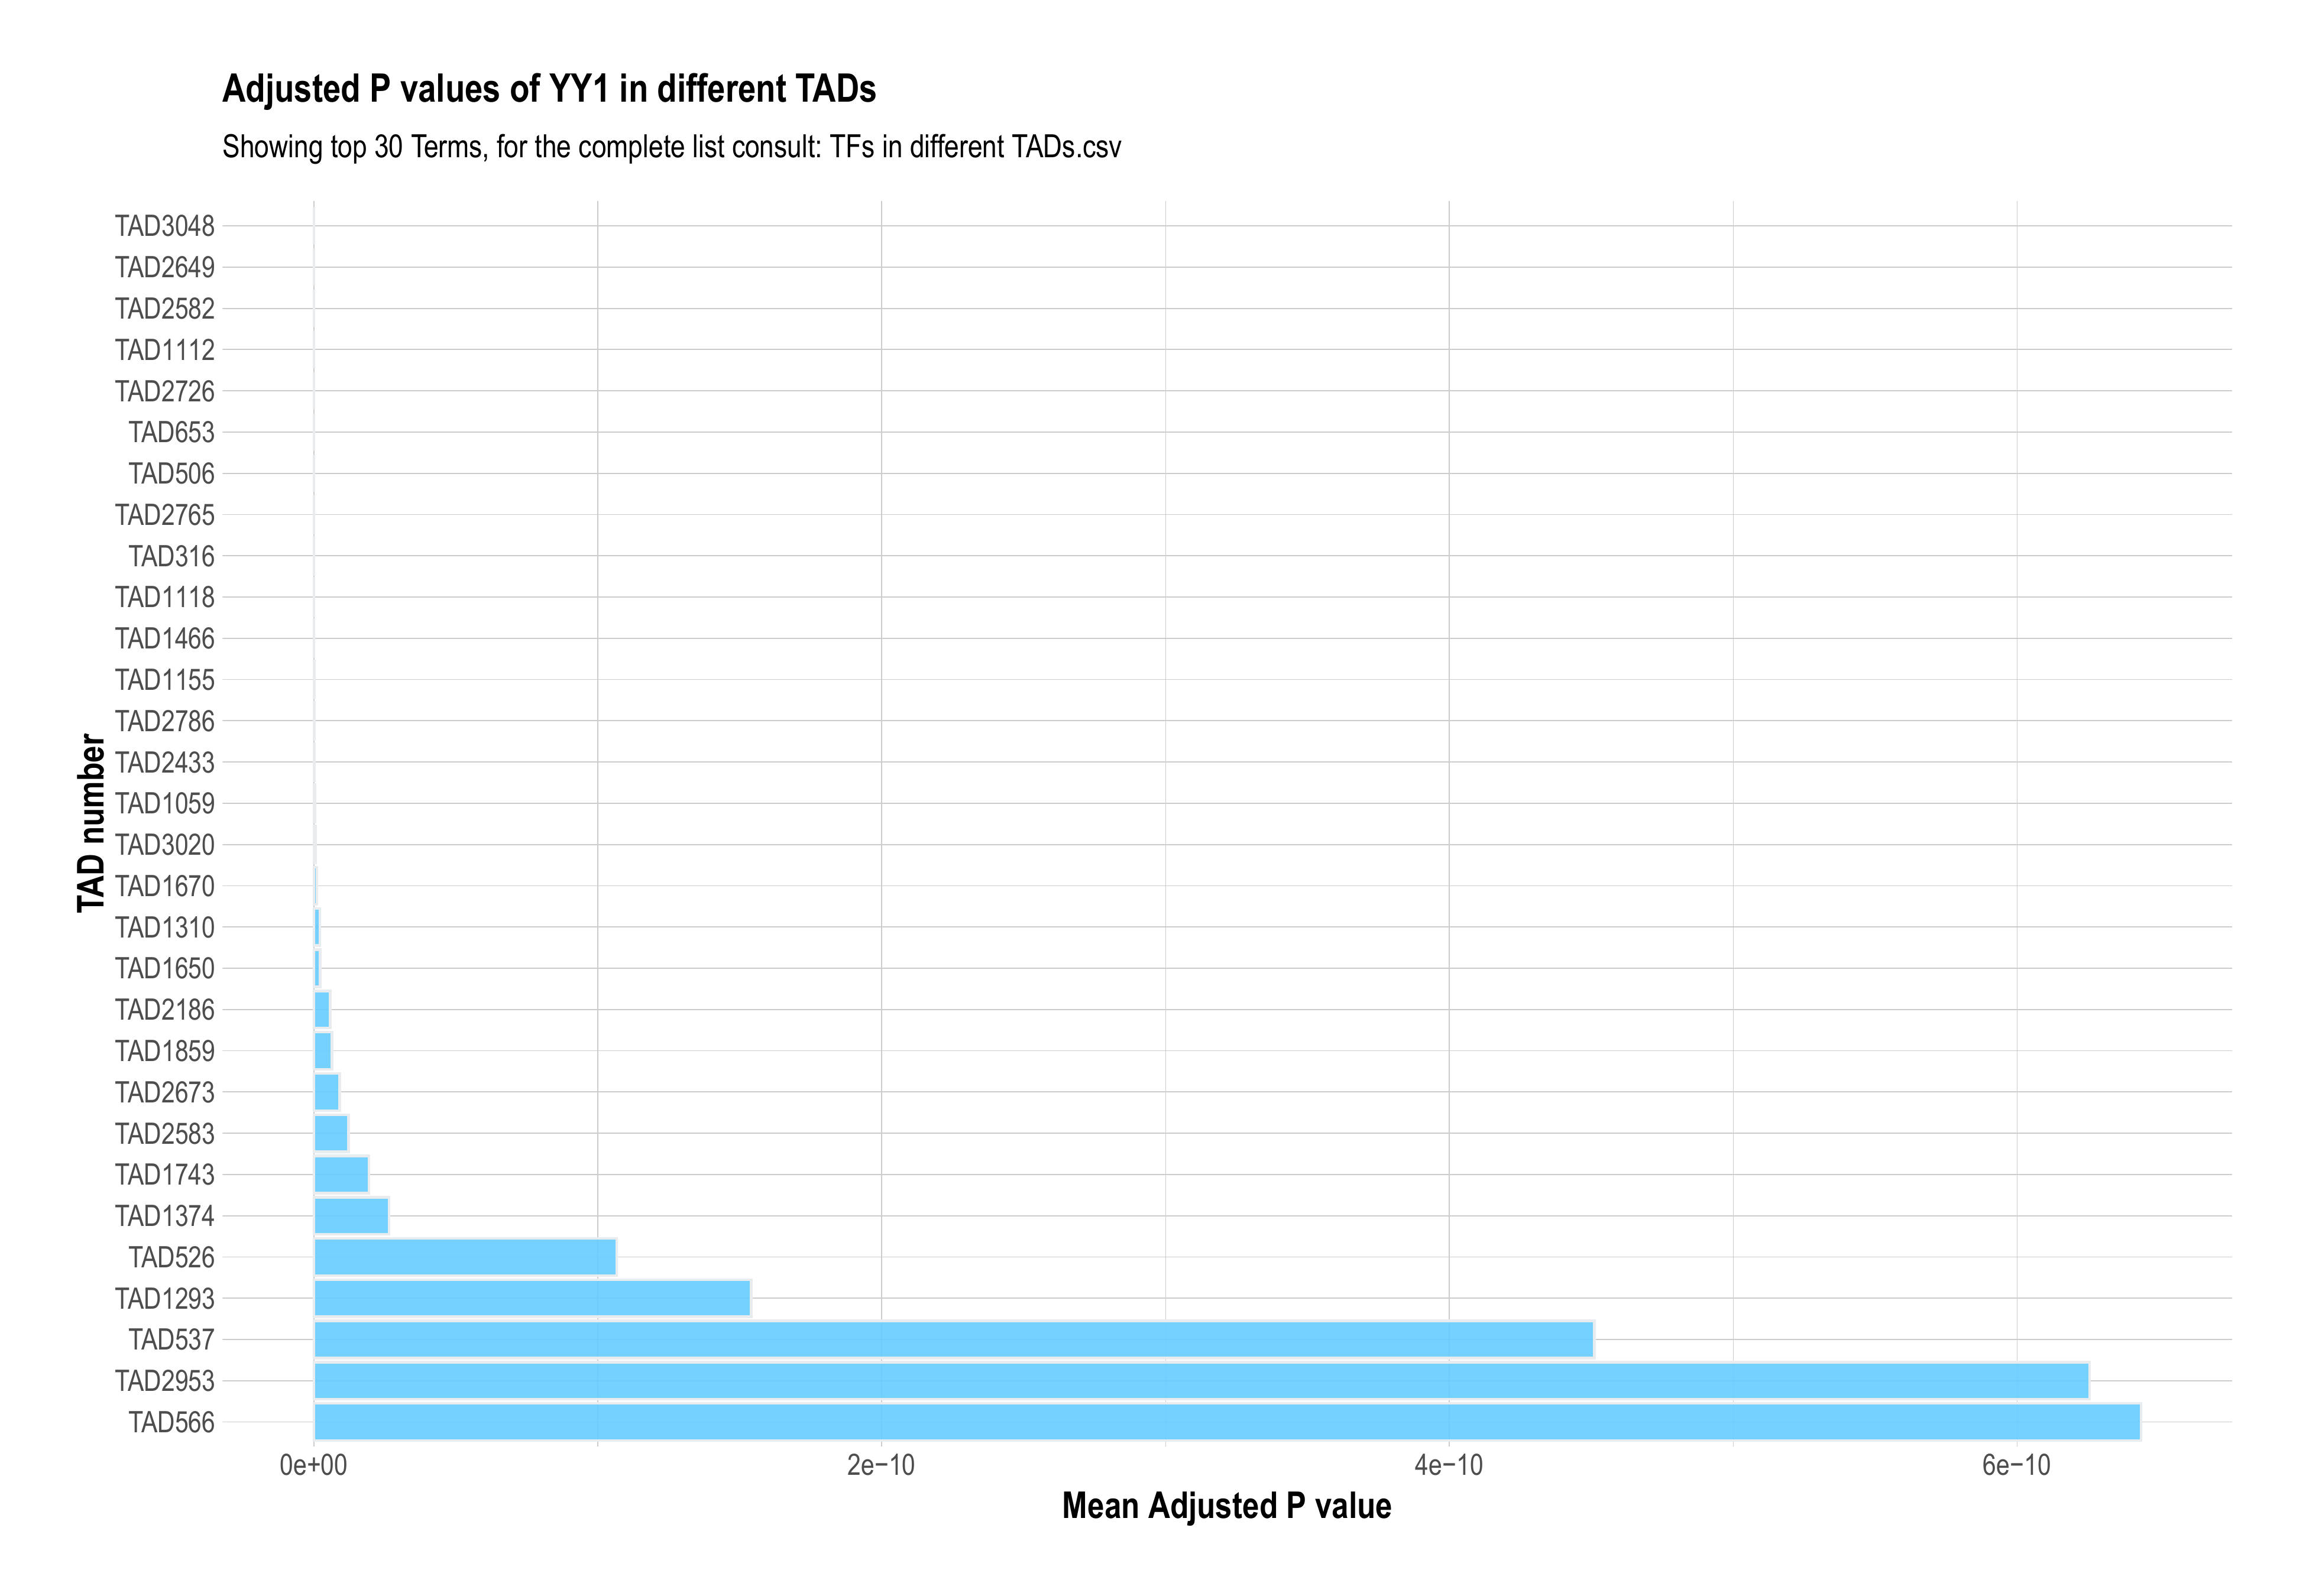 Adjusted P values of YY1 in different TADs
Showing top 30 Terms, for the complete list consult: TFs in different TADs.csv
TAD number
TAD3048
TAD2649
TAD2582
TAD1112
TAD2726
TAD653
TAD506
TAD2765
TAD316
TAD1118
TAD1466
TAD1155
TAD2786
TAD2433
TAD1059
TAD3020
TAD1670
TAD1310
TAD1650
TAD2186
TAD1859
TAD2673
TAD2583
TAD1743
TAD1374
TAD526
TAD1293
TAD537
TAD2953
TAD566
0e+00 2e−10 4e−10 6e−10
Mean Adjusted P value